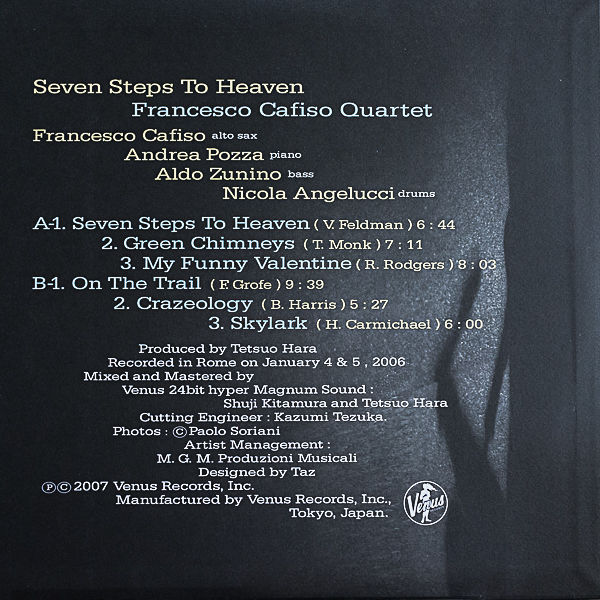 Seven Steps To Heaven
Francesco Cafiso Quartet
Francesco Cafiso alto sax
Andrea Pozza piano
Aldo Zunino bass
Nicola Angelucci drums
A-1. Seven Steps To Heaven ( V. Feldman ) 6 : 44
2. Green Chimneys ( T. Monk ) 7 : 11
3. My Funny Valentine ( R. Rodgers ) 8 : 03
B-1. On The Trail ( F. Grofe ) 9 : 39
2. Crazeology ( B. Harris ) 5 : 27
3. Skylark ( H. Carmichael ) 6 : 00
Produced by Tetsuo Hara
Recorded in Rome on January 4 & 5 , 2006
Mixed and Mastered by
Venus 24bit hyper Magnum Sound :
Shuji Kitamura and Tetsuo Hara
Cutting Engineer : Kazumi Tezuka.
Photos : ©Paolo Soriani
Artist Management :
M. G. M. Produzioni Musicali
Designed by Taz
℗©2007 Venus Records, Inc.
Manufactured by Venus Records, Inc.,
Tokyo, Japan.
Venus